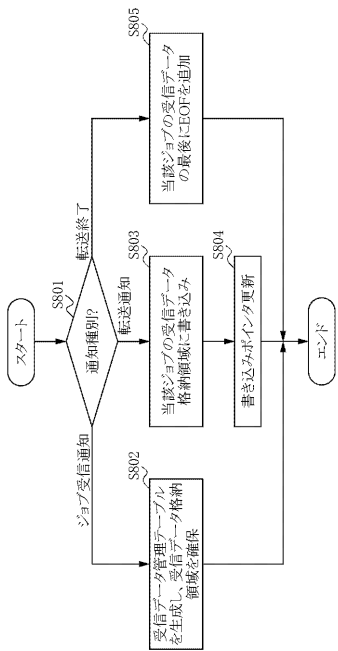 スタート
S801
通知種別?
ジョブ受信通知
転送通知
転送終了
S802
受信データ管理テーブル
を生成し、受信データ格納
領域を確保
S803
当該ジョブの受信データ
格納領域に書き込み
S804
書き込みポインタ更新
S805
当該ジョブの受信データ
の最後にEOFを追加
エンド